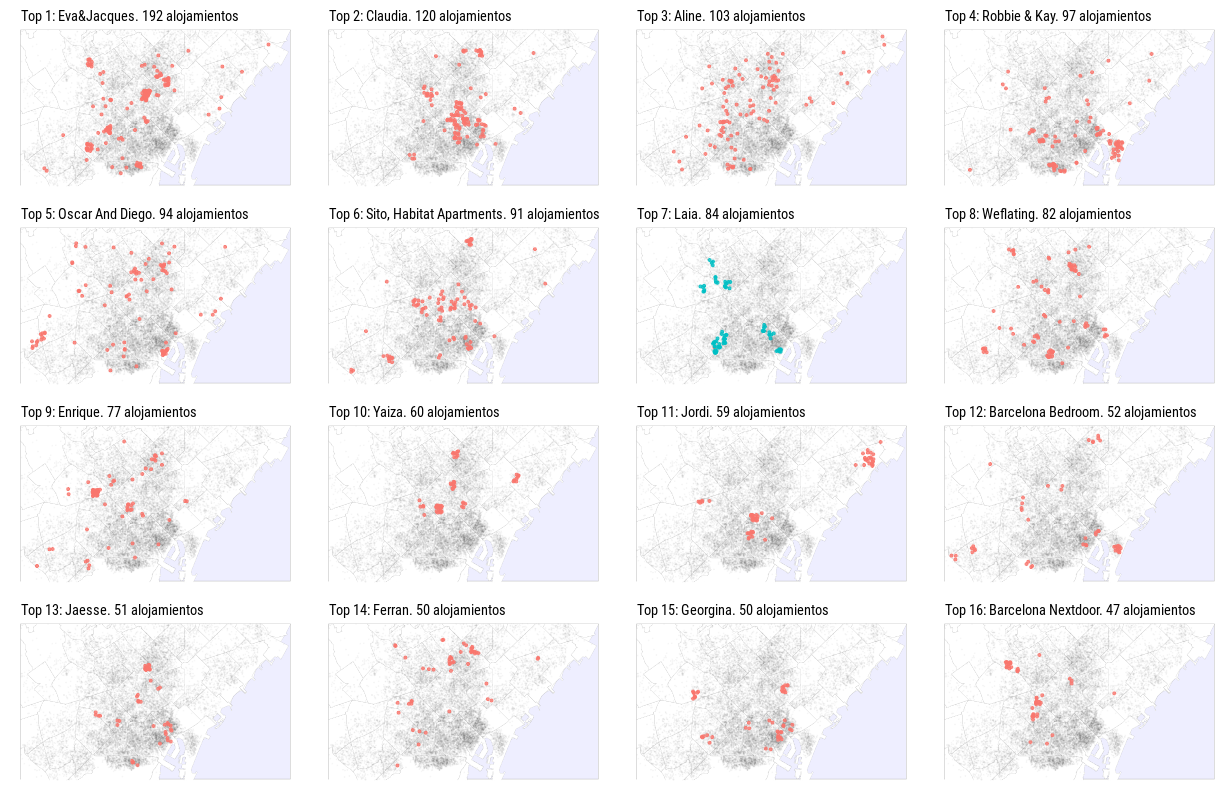 Top 1: Eva&Jacques. 192 alojamientos
Top 2: Claudia. 120 alojamientos
Top 3: Aline. 103 alojamientos
Top 4: Robbie & Kay. 97 alojamientos
Top 5: Oscar And Diego. 94 alojamientos
Top 6: Sito, Habitat Apartments. 91 alojamientos
Top 7: Laia. 84 alojamientos
Top 8: Weflating. 82 alojamientos
Top 9: Enrique. 77 alojamientos
Top 10: Yaiza. 60 alojamientos
Top 11: Jordi. 59 alojamientos
Top 12: Barcelona Bedroom. 52 alojamientos
Top 13: Jaesse. 51 alojamientos
Top 14: Ferran. 50 alojamientos
Top 15: Georgina. 50 alojamientos
Top 16: Barcelona Nextdoor. 47 alojamientos